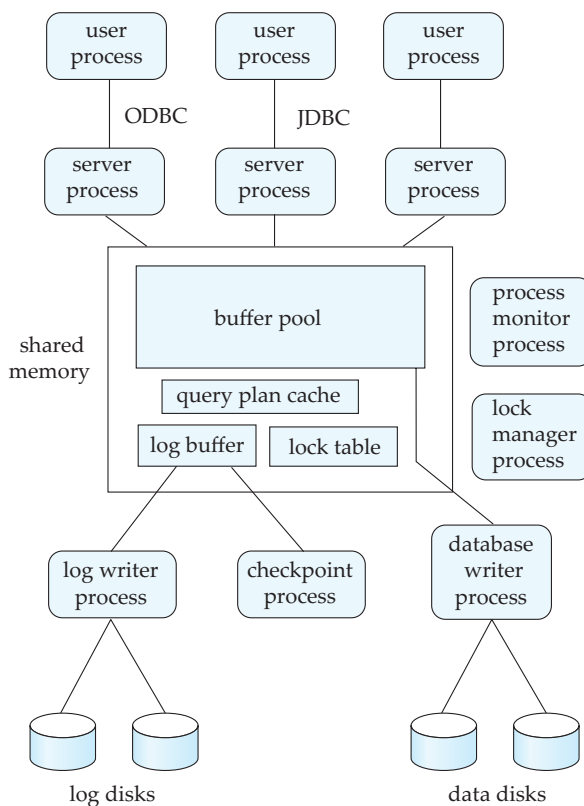 user
process
user
process
user
process
ODBC
JDBC
server
process
server
process
server
process
shared
memory
buffer pool
query plan cache
log buffer
lock table
process
monitor
process
lock
manager
process
log writer
process
checkpoint
process
database
writer
process
log disks
data disks